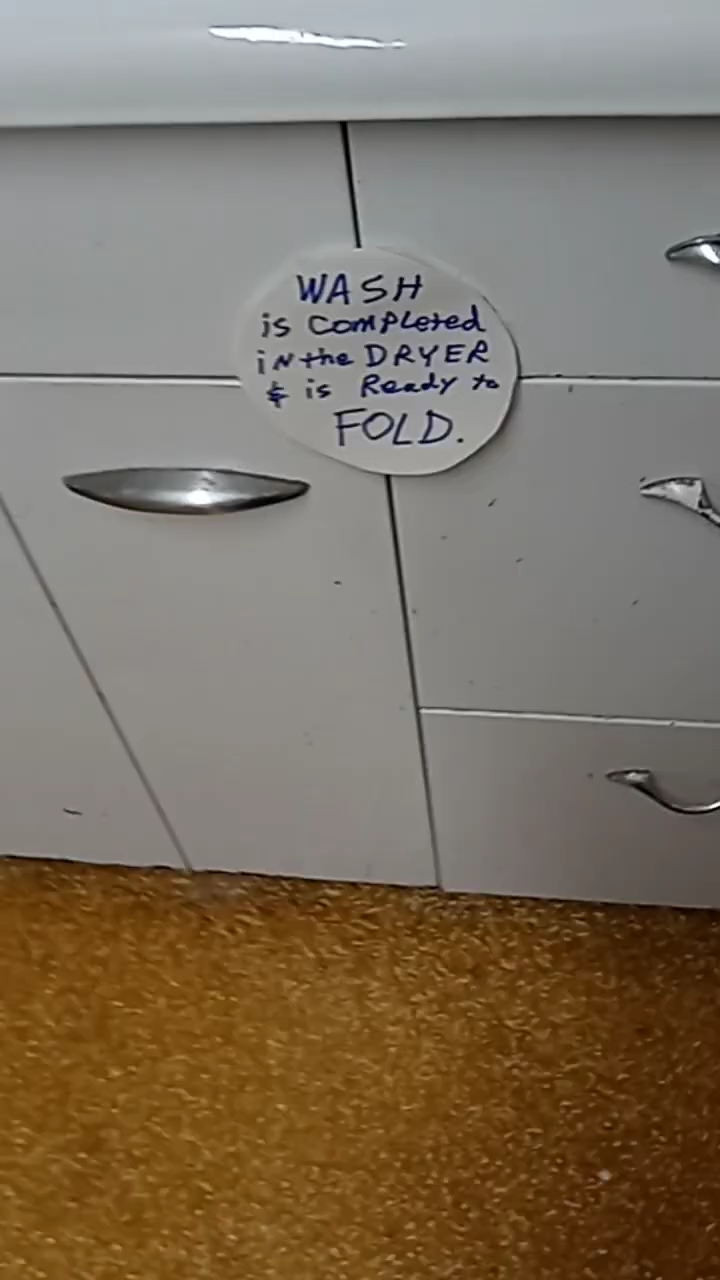 WASH
is Completed
iN the DRYER
& is Ready to
FOLD.